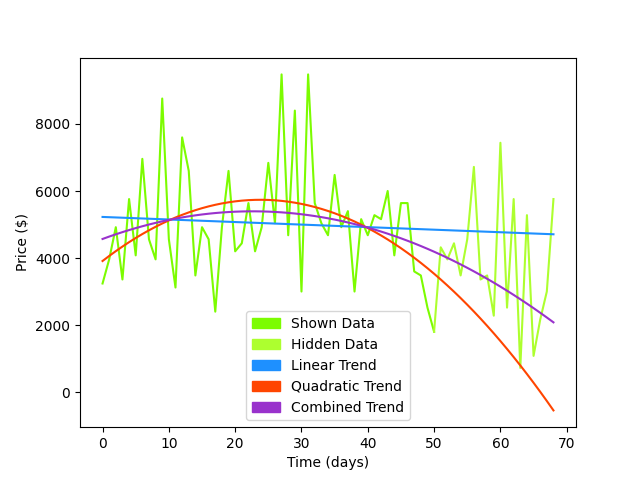 8000
6000
4000
2000
0
Price ($)
Shown Data
Hidden Data
Linear Trend
Quadratic Trend
Combined Trend
0 10 20 30 40 50 60 70
Time (days)